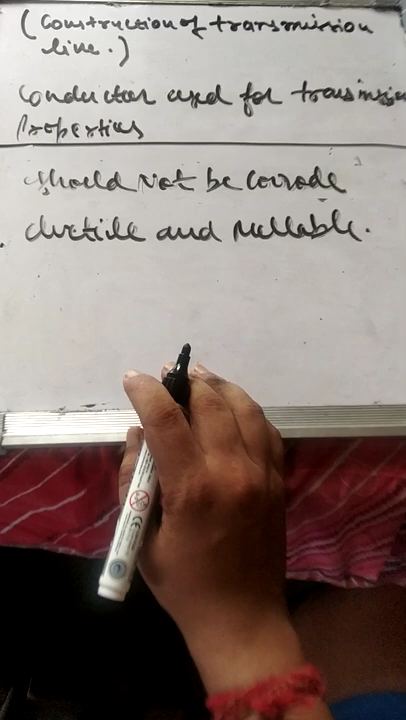 (Construction of transmission
line.)
Conductor used for transmission
Properties
should not be corrode
ductile and mallable.